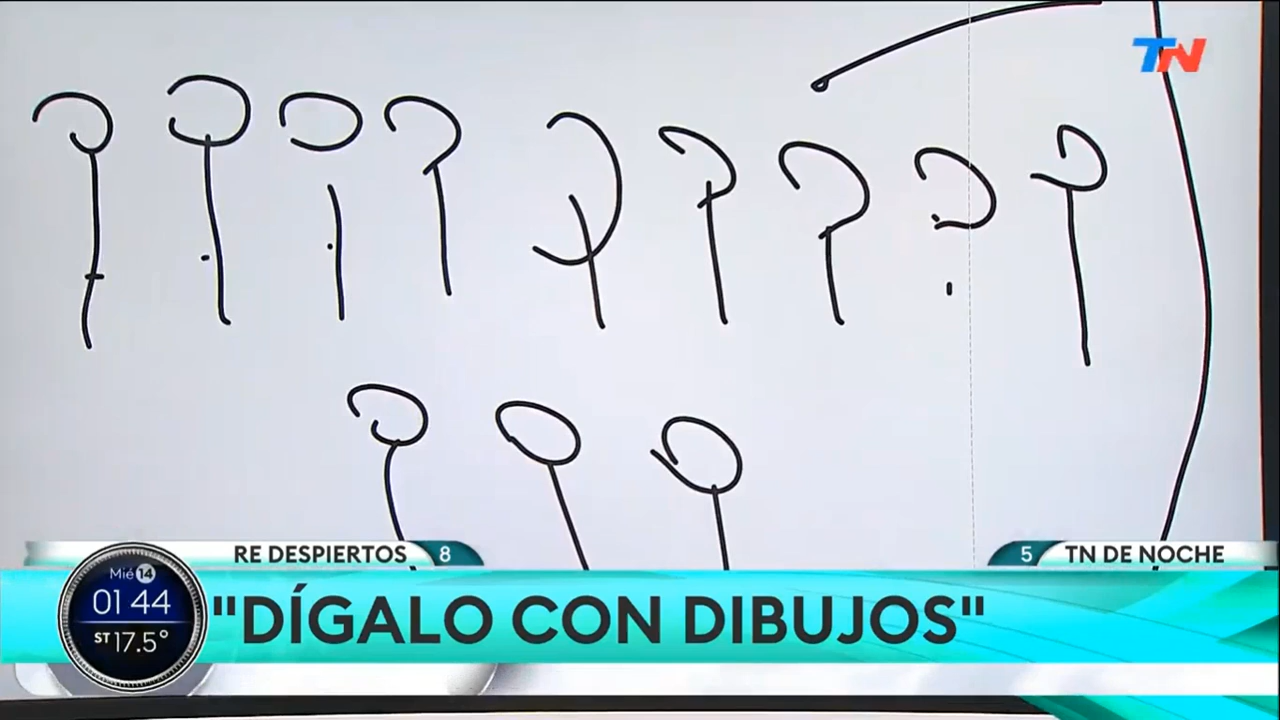 TN
RE DESPIERTOS 8
5 TN DE NOCHE
Mié 14
01 44
ST 17.5°
"DÍGALO CON DIBUJOS"